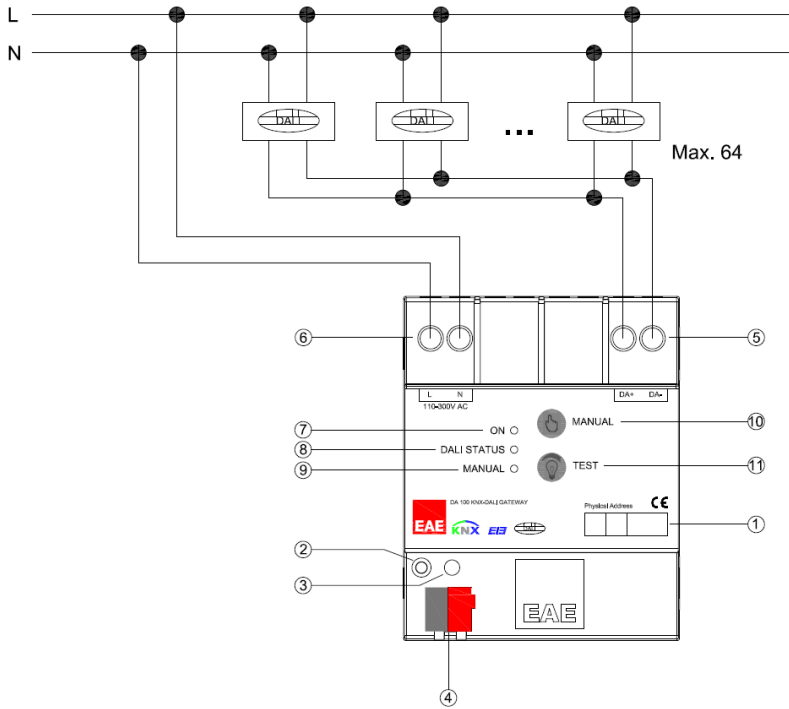 L
N
DALI DALI ... DALI
Max. 64
6 5
L N DA+ DA-
110-300V AC
7 ON MANUAL 10
8 DALI STATUS
9 MANUAL TEST 11
DA 100 KNX-DALI GATEWAY Physical Address CE
EAE KNX EIB DALI 1
2
3
EAE
4